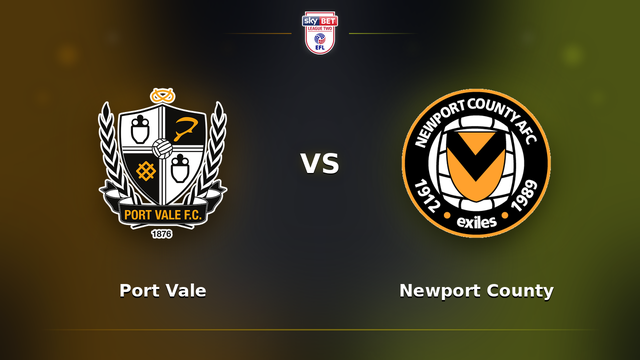 sky BET
LEAGUE TWO
EFL
PORT VALE F.C.
1876
VS
NEWPORT COUNTY AFC
1912
exiles
1989
Port Vale
Newport County